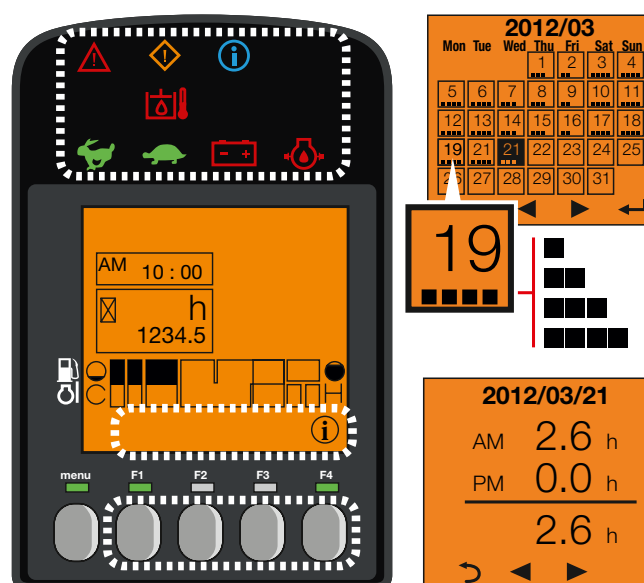 AM 10 : 00
h
1234.5
C H
i
menu F1 F2 F3 F4
2012/03
Mon Tue Wed Thu Fri Sat Sun
1 2 3 4
5 6 7 8 9 10 11
12 13 14 15 16 17 18
19 21 21 22 23 24 25
26 27 28 29 30 31
19
2012/03/21
AM 2.6 h
PM 0.0 h
2.6 h